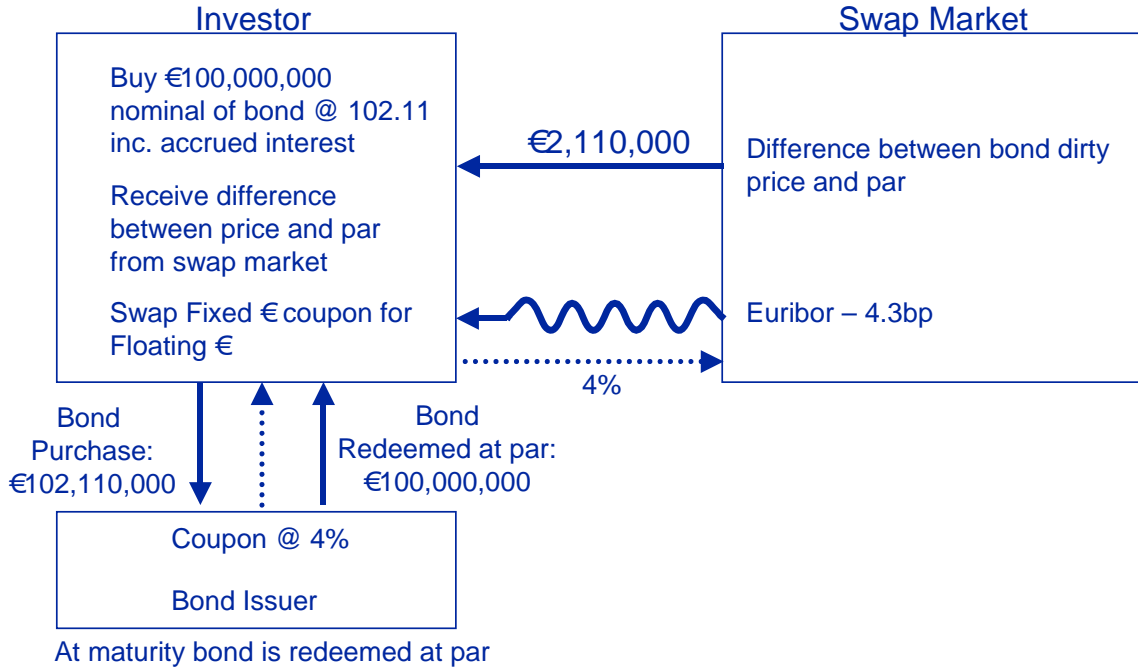 Investor
Swap Market
Buy €100,000,000
nominal of bond @ 102.11
inc. accrued interest
Receive difference
between price and par
from swap market
Swap Fixed € coupon for
Floating €
€2,110,000
Difference between bond dirty
price and par
Euribor – 4.3bp
4%
Bond
Purchase:
€102,110,000
Bond
Redeemed at par:
€100,000,000
Coupon @ 4%
Bond Issuer
At maturity bond is redeemed at par